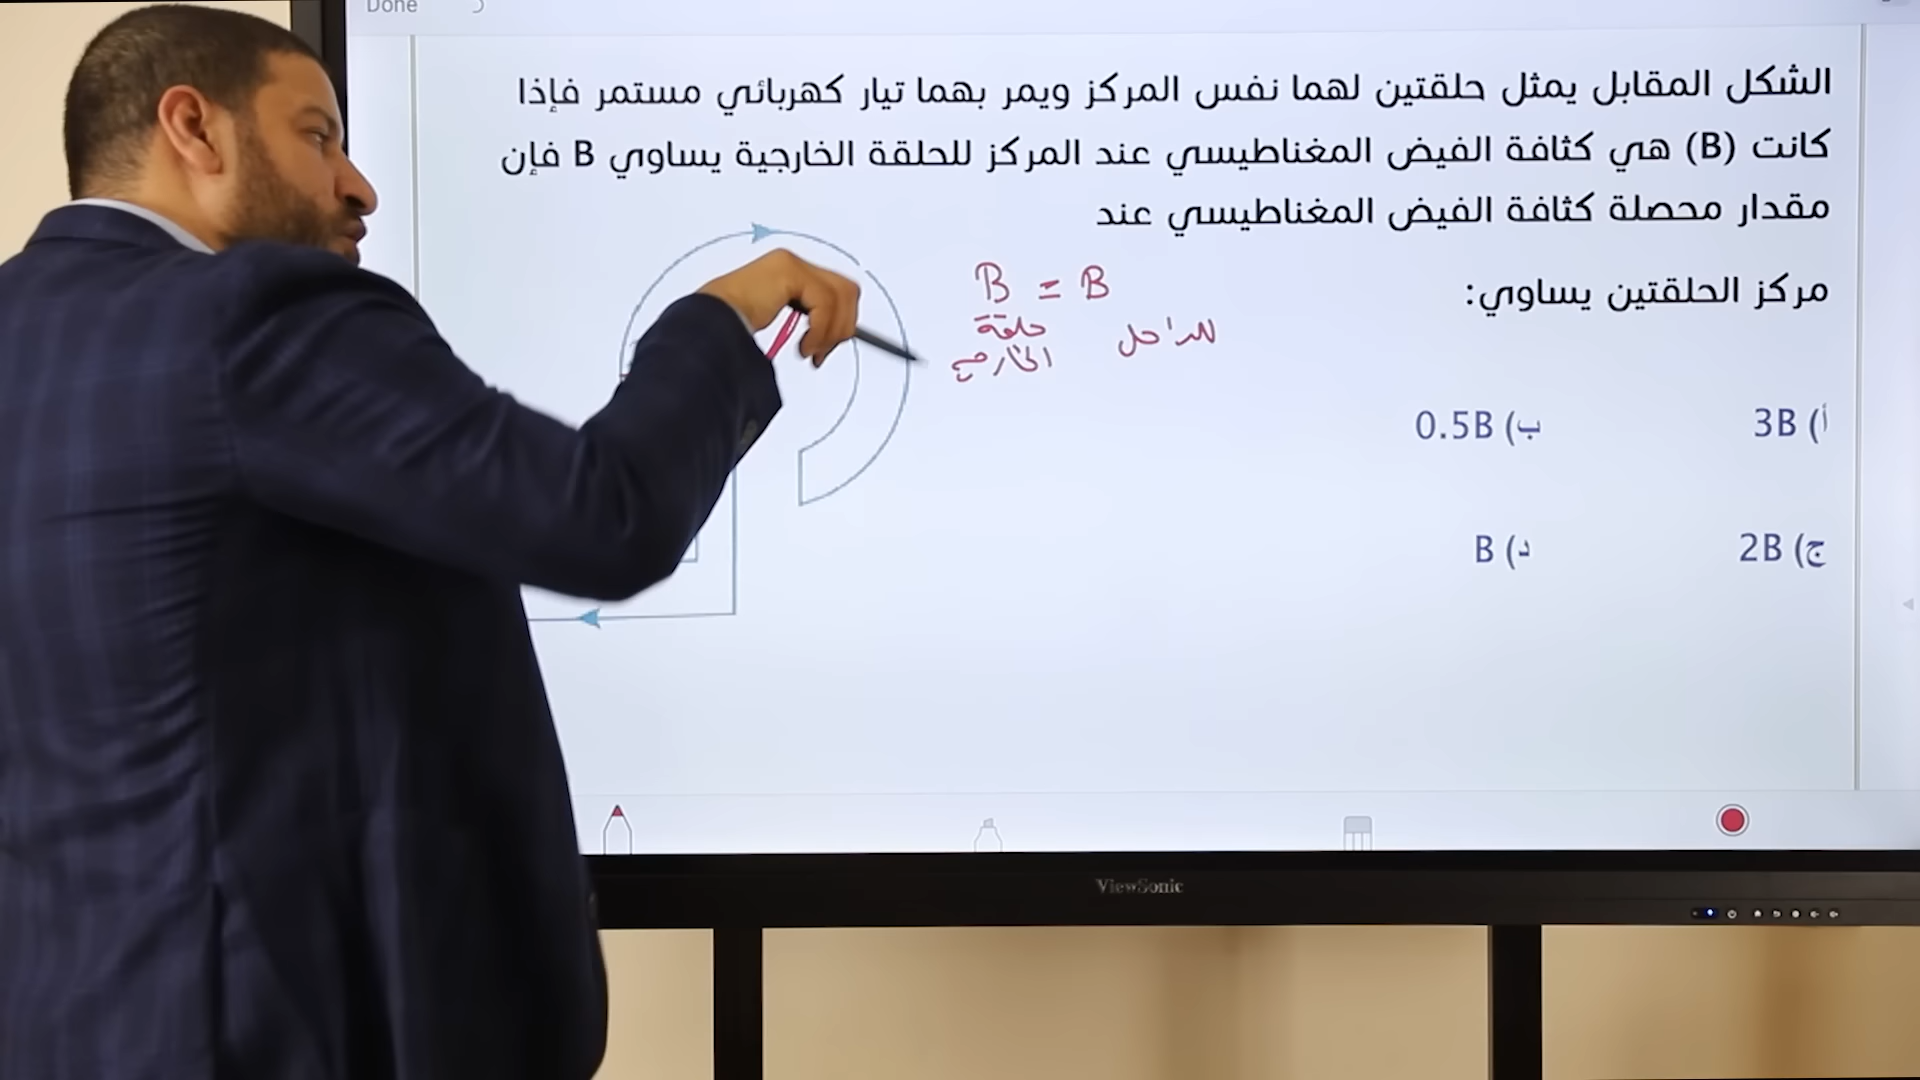 Done
الشكل المقابل يمثل حلقتين لهما نفس المركز ويمر بهما تيار كهربائي مستمر فإذا
كانت (B) هي كثافة الفيض المغناطيسي عند المركز للحلقة الخارجية يساوي B فإن
مقدار محصلة كثافة الفيض المغناطيسي عند
مركز الحلقتين يساوي:
B = B
حلقة
للداخل
الخارج
أ) 3B
ب) 0.5B
ج) 2B
د) B
ViewSonic